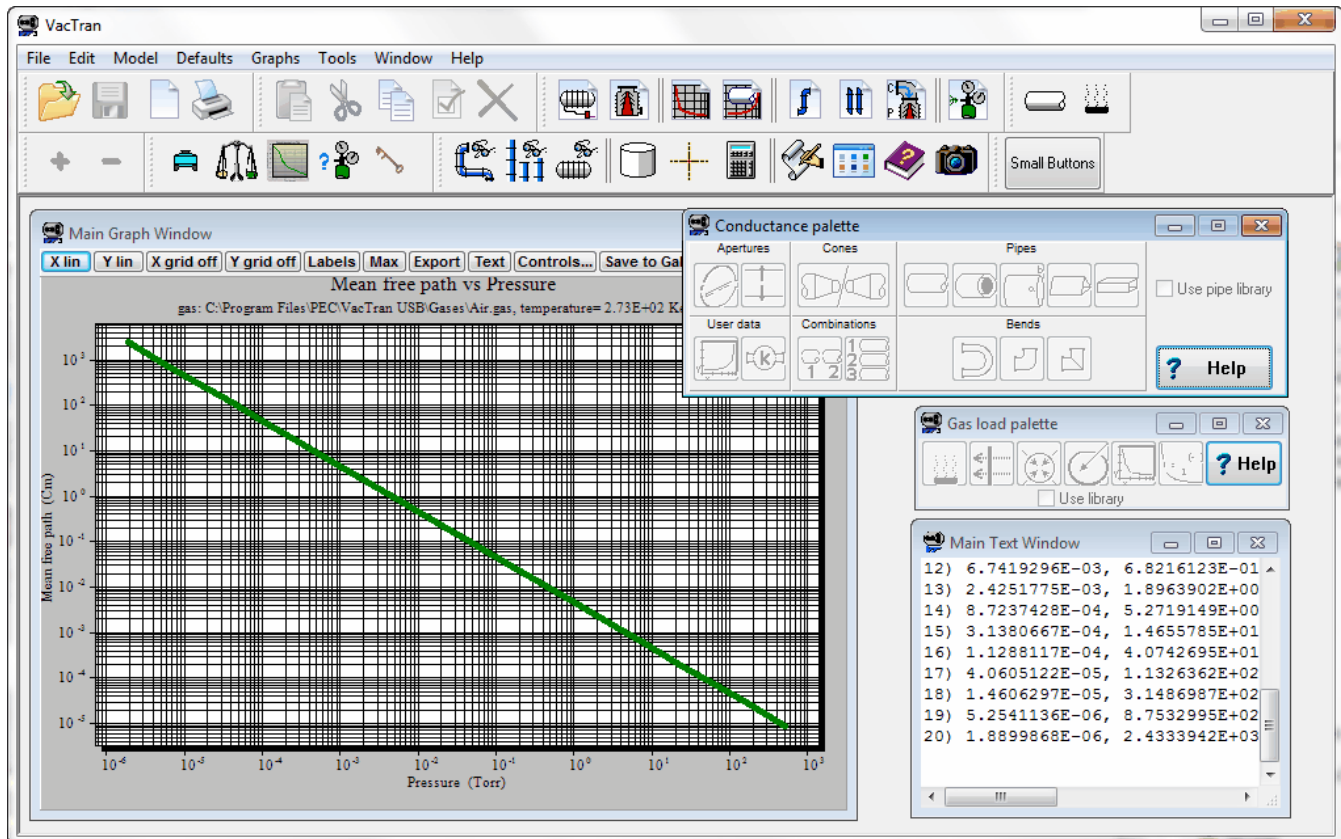 VacTran
File Edit Model Defaults Graphs Tools Window Help
Small Buttons
Main Graph Window
X lin Y lin X grid off Y grid off Labels Max Export Text Controls... Save to Gal
Mean free path vs Pressure
gas: C:\Program Files\PEC\VacTran USB\Gases\Air.gas, temperature= 2.73E+02 Ke
Mean free path (Cm)
10³
10²
10¹
10⁰
10⁻¹
10⁻²
10⁻³
10⁻⁴
10⁻⁵
10⁻⁶ 10⁻⁵ 10⁻⁴ 10⁻³ 10⁻² 10⁻¹ 10⁰ 10¹ 10² 10³
Pressure (Torr)
Conductance palette
Apertures Cones Pipes
Use pipe library
User data Combinations Bends
k
1 2
1
2
3
? Help
Gas load palette
? Help
Use library
Main Text Window
12) 6.7419296E-03, 6.8216123E-01
13) 2.4251775E-03, 1.8963902E+00
14) 8.7237428E-04, 5.2719149E+00
15) 3.1380667E-04, 1.4655785E+01
16) 1.1288117E-04, 4.0742695E+01
17) 4.0605122E-05, 1.1326362E+02
18) 1.4606297E-05, 3.1486987E+02
19) 5.2541136E-06, 8.7532995E+02
20) 1.8899868E-06, 2.4333942E+03